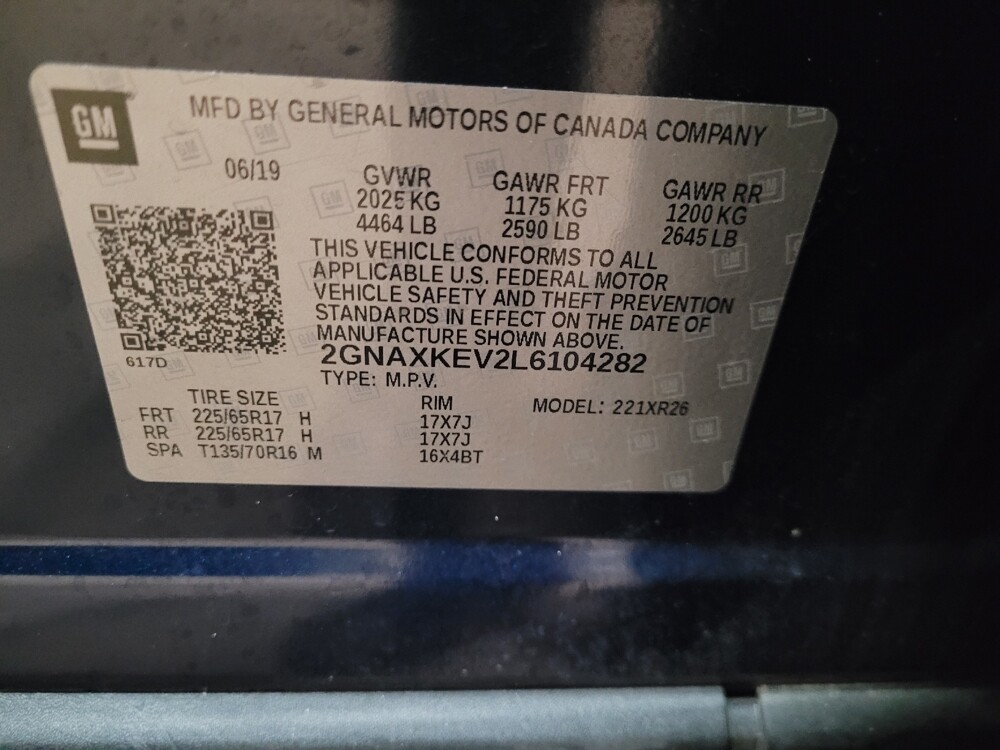 GM
MFD BY GENERAL MOTORS OF CANADA COMPANY
06/19
GVWR GAWR FRT GAWR RR
2025 KG 1175 KG 1200 KG
4464 LB 2590 LB 2645 LB
THIS VEHICLE CONFORMS TO ALL
APPLICABLE U.S. FEDERAL MOTOR
VEHICLE SAFETY AND THEFT PREVENTION
STANDARDS IN EFFECT ON THE DATE OF
MANUFACTURE SHOWN ABOVE.
617D
2GNAXKEV2L6104282
TYPE: M.P.V.
TIRE SIZE RIM MODEL: 221XR26
FRT 225/65R17 H 17X7J
RR 225/65R17 H 17X7J
SPA T135/70R16 M 16X4BT